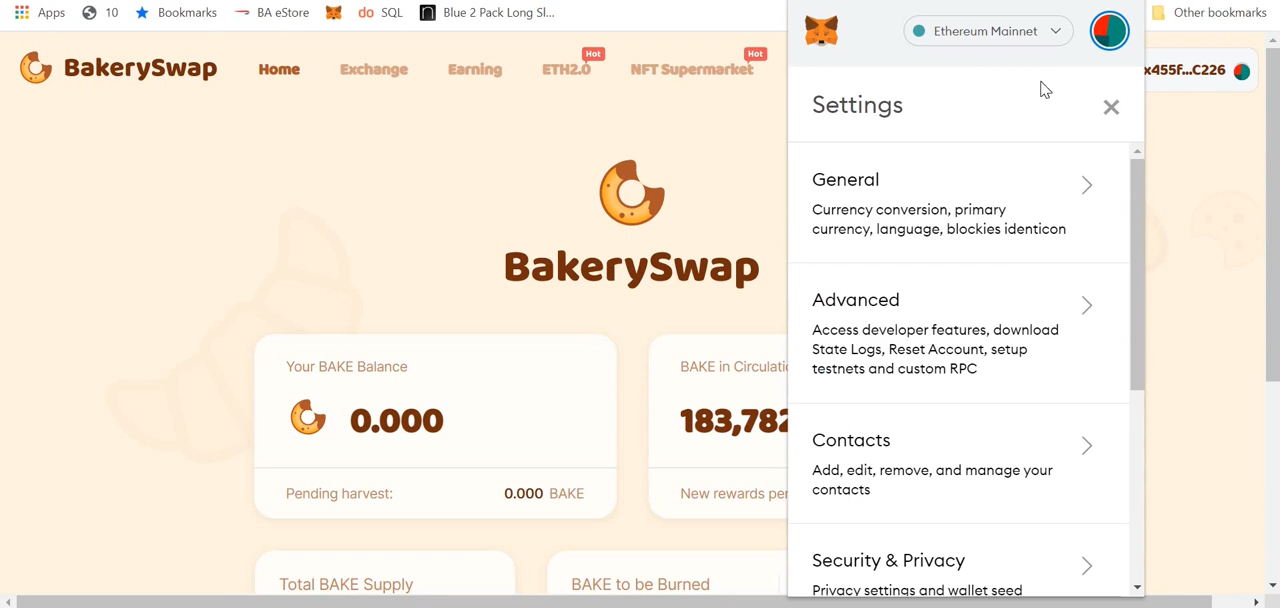 Apps
10
Bookmarks
BA eStore
do SQL
Blue 2 Pack Long Sl...
Other bookmarks
BakerySwap
Home
Exchange
Earning
ETH2.0
Hot
NFT Supermarket
Hot
x455f...C226
Ethereum Mainnet
Settings
General
Currency conversion, primary
currency, language, blockies identicon
Advanced
Access developer features, download
State Logs, Reset Account, setup
testnets and custom RPC
Contacts
Add, edit, remove, and manage your
contacts
Security & Privacy
Privacy settings and wallet seed
BakerySwap
Your BAKE Balance
0.000
Pending harvest:
0.000 BAKE
BAKE in Circulati
183,782
New rewards per
Total BAKE Supply
BAKE to be Burned